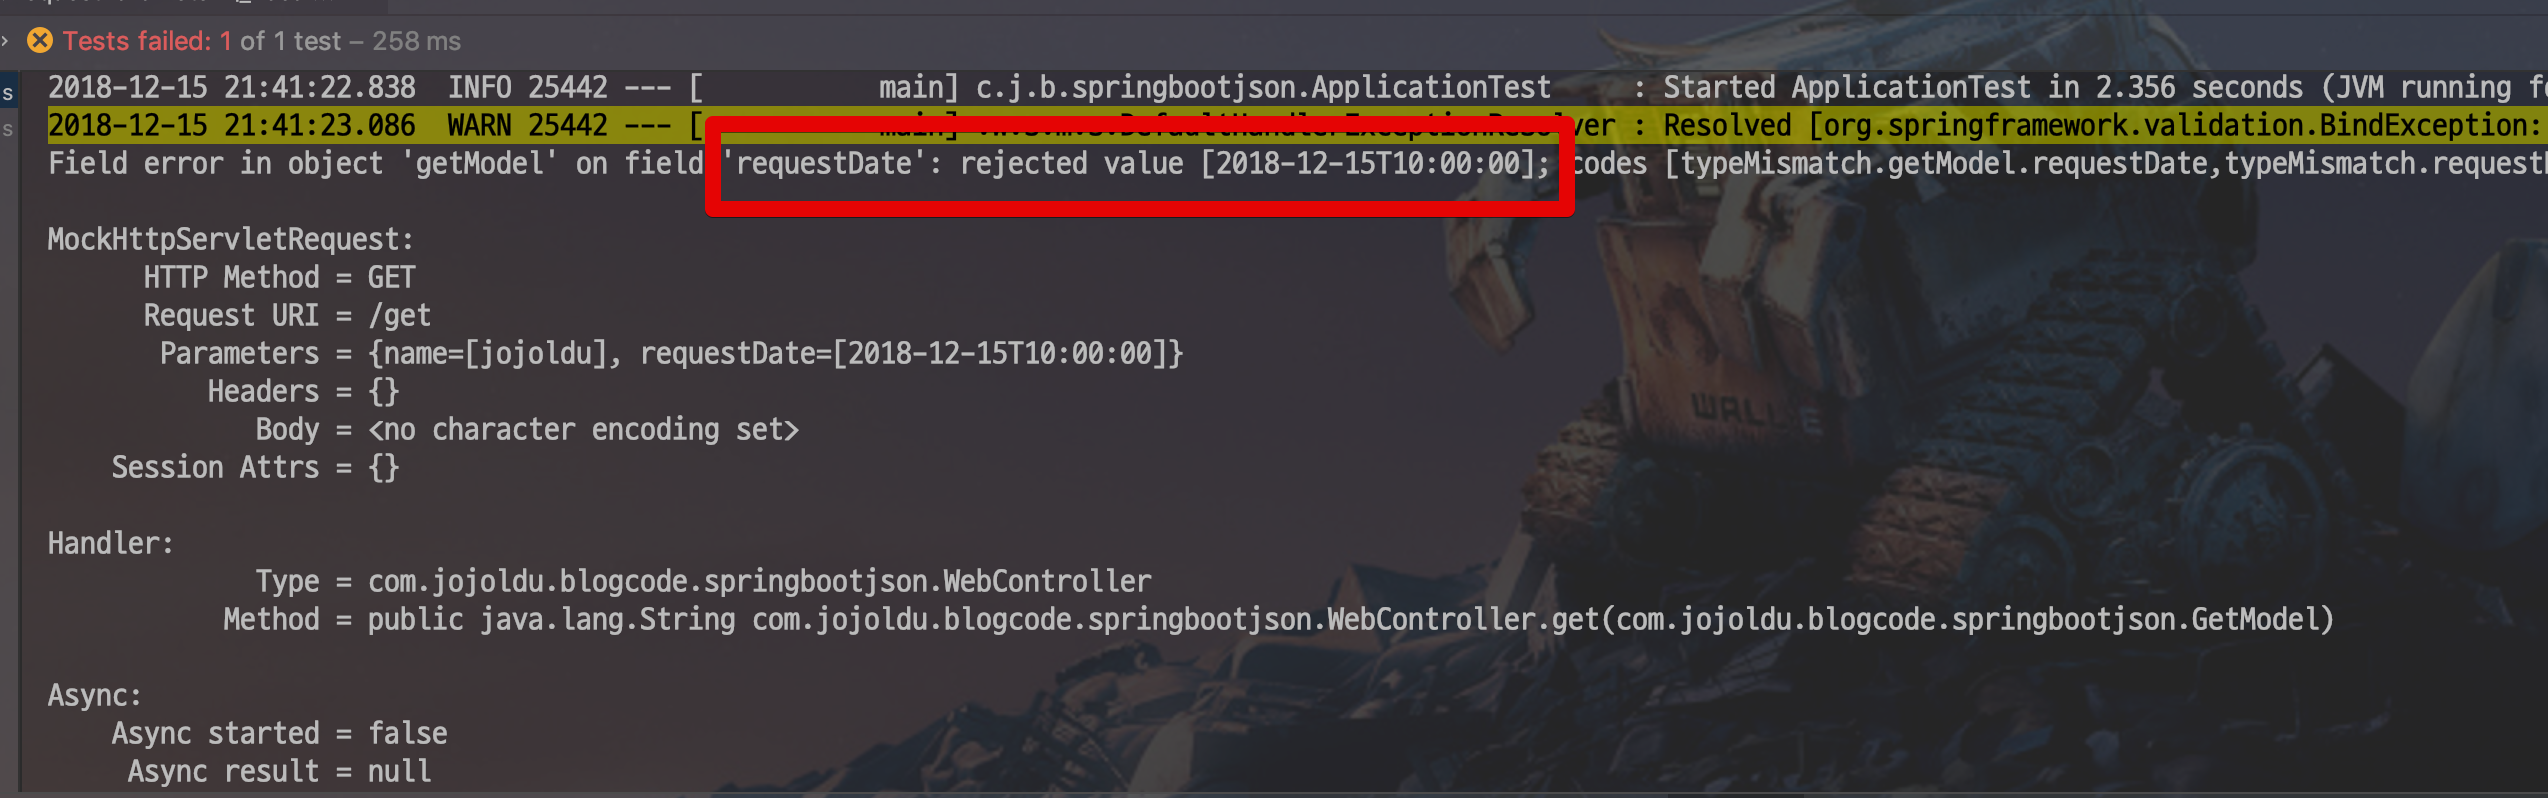 Tests failed: 1 of 1 test – 258 ms
2018-12-15 21:41:22.838  INFO 25442 --- [           main] c.j.b.springbootjson.ApplicationTest     : Started ApplicationTest in 2.356 seconds (JVM running
2018-12-15 21:41:23.086  WARN 25442 --- [           main] .w.s.m.s.DefaultHandlerExceptionResolver : Resolved [org.springframework.validation.BindException:
Field error in object 'getModel' on field 'requestDate': rejected value [2018-12-15T10:00:00]; codes [typeMismatch.getModel.requestDate,typeMismatch.request
MockHttpServletRequest:
HTTP Method = GET
Request URI = /get
Parameters = {name=[jojoldu], requestDate=[2018-12-15T10:00:00]}
Headers = {}
Body = <no character encoding set>
Session Attrs = {}
Handler:
Type = com.jojoldu.blogcode.springbootjson.WebController
Method = public java.lang.String com.jojoldu.blogcode.springbootjson.WebController.get(com.jojoldu.blogcode.springbootjson.GetModel)
Async:
Async started = false
Async result = null
WALL·E